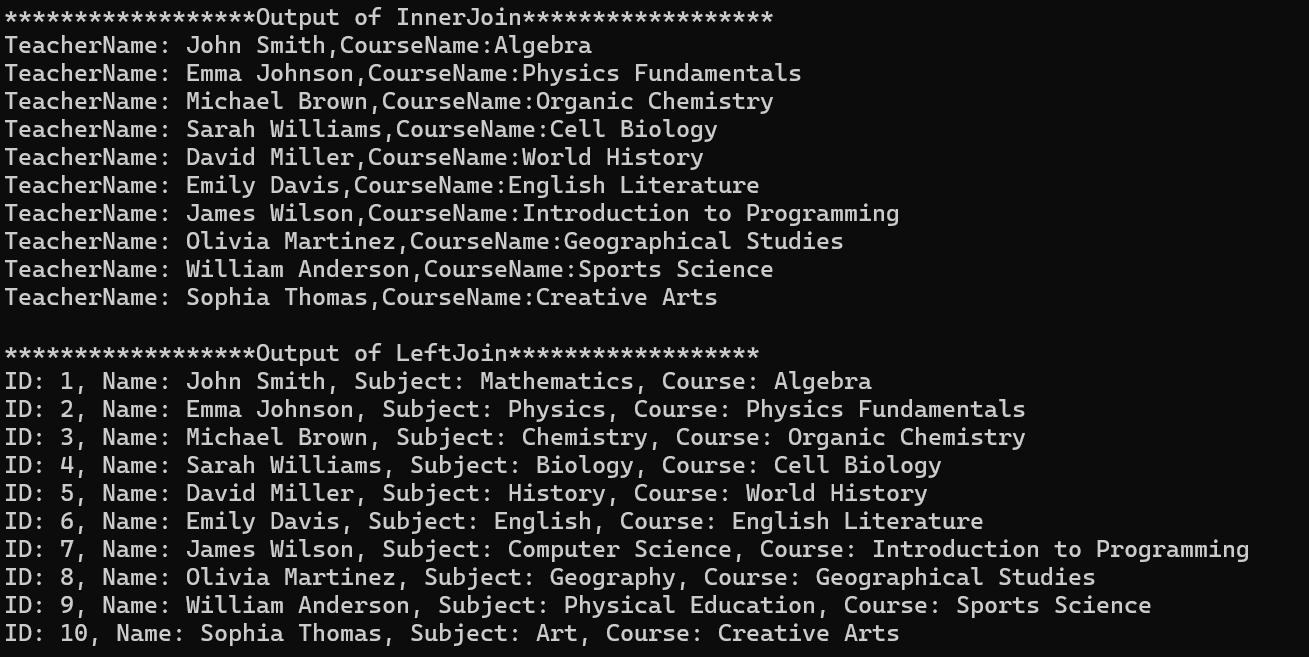 ******************Output of InnerJoin******************
TeacherName: John Smith,CourseName:Algebra
TeacherName: Emma Johnson,CourseName:Physics Fundamentals
TeacherName: Michael Brown,CourseName:Organic Chemistry
TeacherName: Sarah Williams,CourseName:Cell Biology
TeacherName: David Miller,CourseName:World History
TeacherName: Emily Davis,CourseName:English Literature
TeacherName: James Wilson,CourseName:Introduction to Programming
TeacherName: Olivia Martinez,CourseName:Geographical Studies
TeacherName: William Anderson,CourseName:Sports Science
TeacherName: Sophia Thomas,CourseName:Creative Arts

******************Output of LeftJoin******************
ID: 1, Name: John Smith, Subject: Mathematics, Course: Algebra
ID: 2, Name: Emma Johnson, Subject: Physics, Course: Physics Fundamentals
ID: 3, Name: Michael Brown, Subject: Chemistry, Course: Organic Chemistry
ID: 4, Name: Sarah Williams, Subject: Biology, Course: Cell Biology
ID: 5, Name: David Miller, Subject: History, Course: World History
ID: 6, Name: Emily Davis, Subject: English, Course: English Literature
ID: 7, Name: James Wilson, Subject: Computer Science, Course: Introduction to Programming
ID: 8, Name: Olivia Martinez, Subject: Geography, Course: Geographical Studies
ID: 9, Name: William Anderson, Subject: Physical Education, Course: Sports Science
ID: 10, Name: Sophia Thomas, Subject: Art, Course: Creative Arts